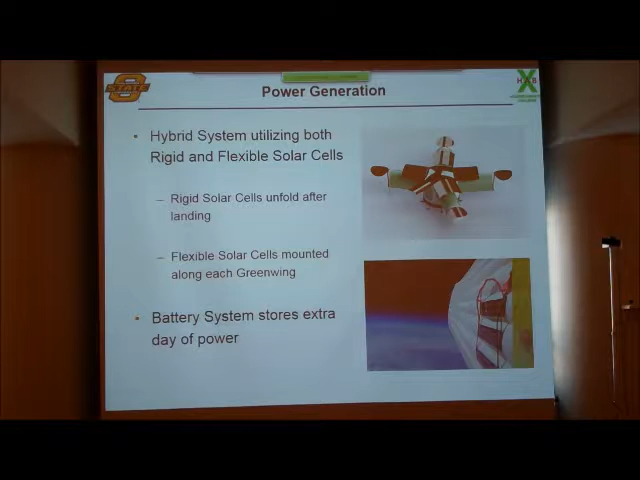 STATE
Power Generation
X
H B
• Hybrid System utilizing both
Rigid and Flexible Solar Cells
– Rigid Solar Cells unfold after
landing
– Flexible Solar Cells mounted
along each Greenwing
• Battery System stores extra
day of power